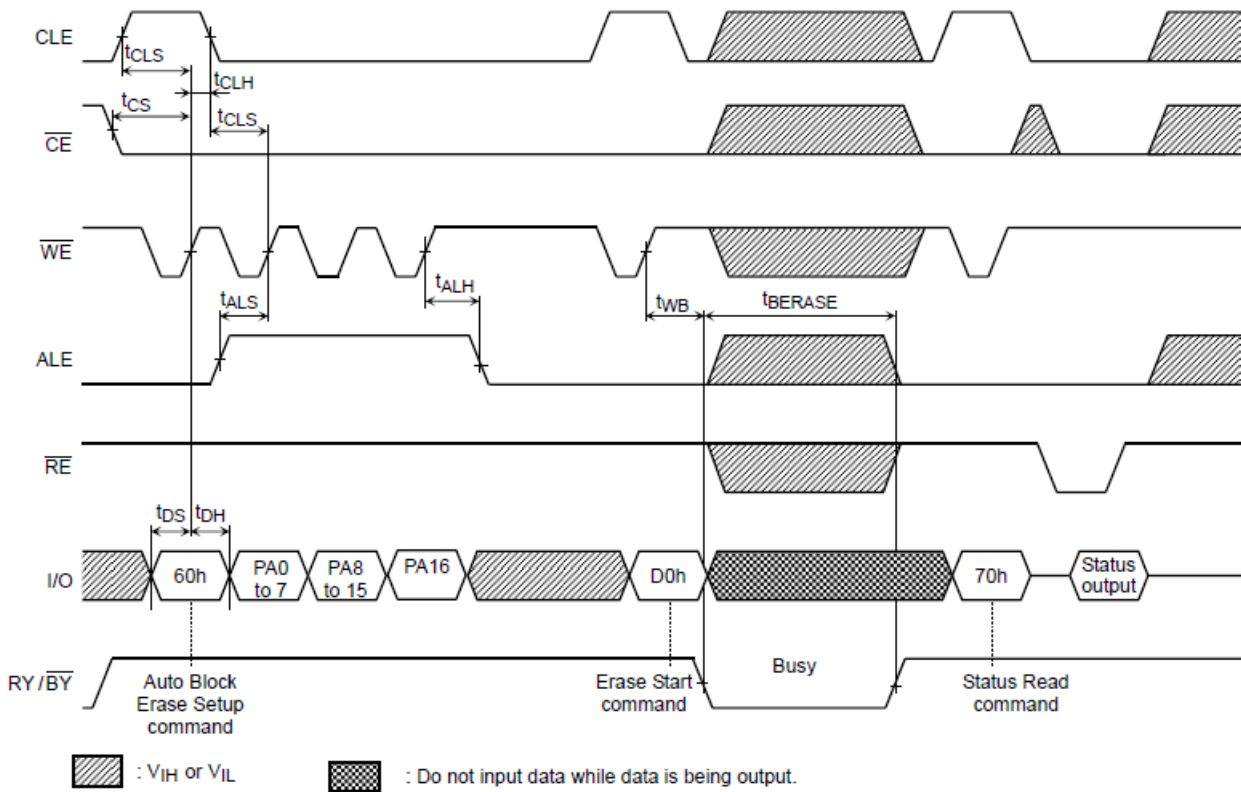 CLE
tCLS
tCLH
tCS
tCLS
CE
WE
tALS
tALH
tWB
tBERASE
ALE
RE
tDS
tDH
I/O
60h
PA0
to 7
PA8
to 15
PA16
D0h
70h
Status
output
RY/BY
Busy
Auto Block
Erase Setup
command
Erase Start
command
Status Read
command
: VIH or VIL
: Do not input data while data is being output.